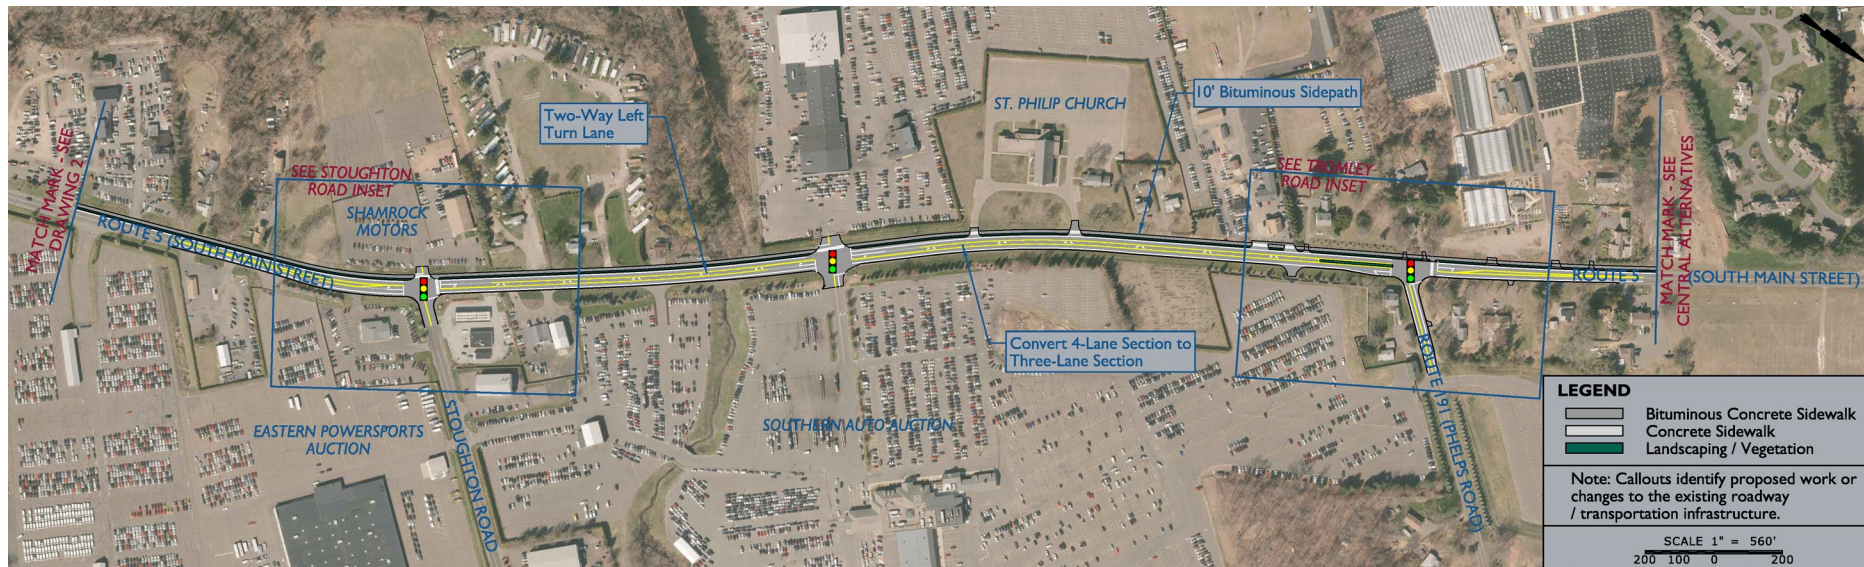 MATCH MARK - SEE
DRAWING 2
ROUTE 5 (SOUTH MAIN STREET)
SEE STOUGHTON
ROAD INSET
SHAMROCK
MOTORS
EASTERN POWERSPORTS
AUCTION
STOUGHTON ROAD
Two-Way Left
Turn Lane
SOUTHERN AUTO AUCTION
ST. PHILIP CHURCH
10' Bituminous Sidepath
Convert 4-Lane Section to
Three-Lane Section
SEE TROMLEY
ROAD INSET
ROUTE 191 (PHELPS ROAD)
ROUTE 5 (SOUTH MAIN STREET)
MATCH MARK - SEE
CENTRAL ALTERNATIVES
LEGEND
Bituminous Concrete Sidewalk
Concrete Sidewalk
Landscaping / Vegetation
Note: Callouts identify proposed work or
changes to the existing roadway
/ transportation infrastructure.
SCALE 1" = 560'
200 100 0 200